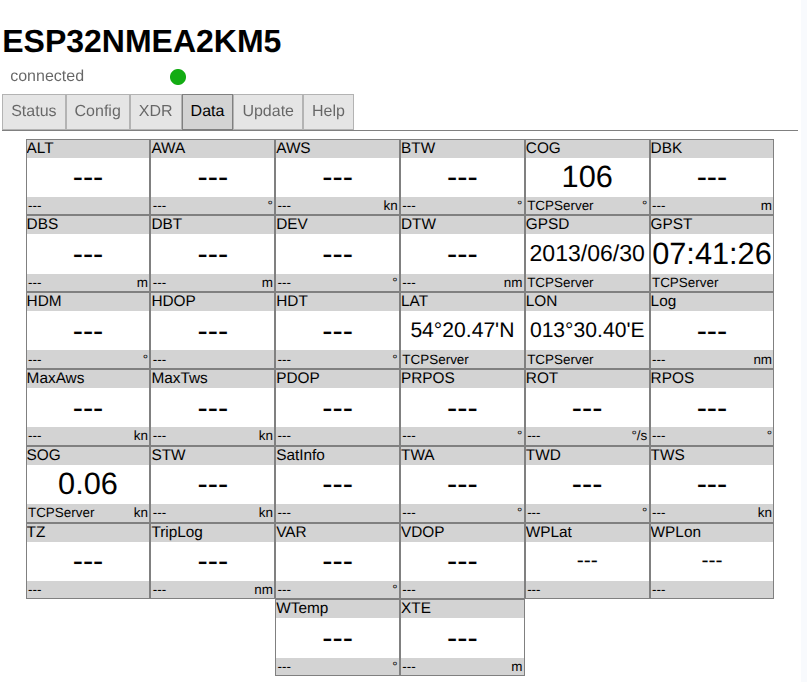 ESP32NMEA2KM5
connected
Status Config XDR Data Update Help
ALT AWA AWS BTW COG DBK
--- --- --- --- 106 ---
--- --- ° --- kn --- ° TCPServer ° --- m
DBS DBT DEV DTW GPSD GPST
--- --- --- --- 2013/06/30 07:41:26
--- m --- m --- ° --- nm TCPServer TCPServer
HDM HDOP HDT LAT LON Log
--- --- --- 54°20.47'N 013°30.40'E ---
--- ° --- --- ° TCPServer TCPServer --- nm
MaxAws MaxTws PDOP PRPOS ROT RPOS
--- --- --- --- --- ---
--- kn --- kn --- --- ° --- °/s --- °
SOG STW SatInfo TWA TWD TWS
0.06 --- --- --- --- ---
TCPServer kn --- kn --- --- ° --- ° --- kn
TZ TripLog VAR VDOP WPLat WPLon
--- --- --- --- --- ---
--- --- nm --- ° --- --- ---
WTemp XTE
--- ---
--- ° --- m